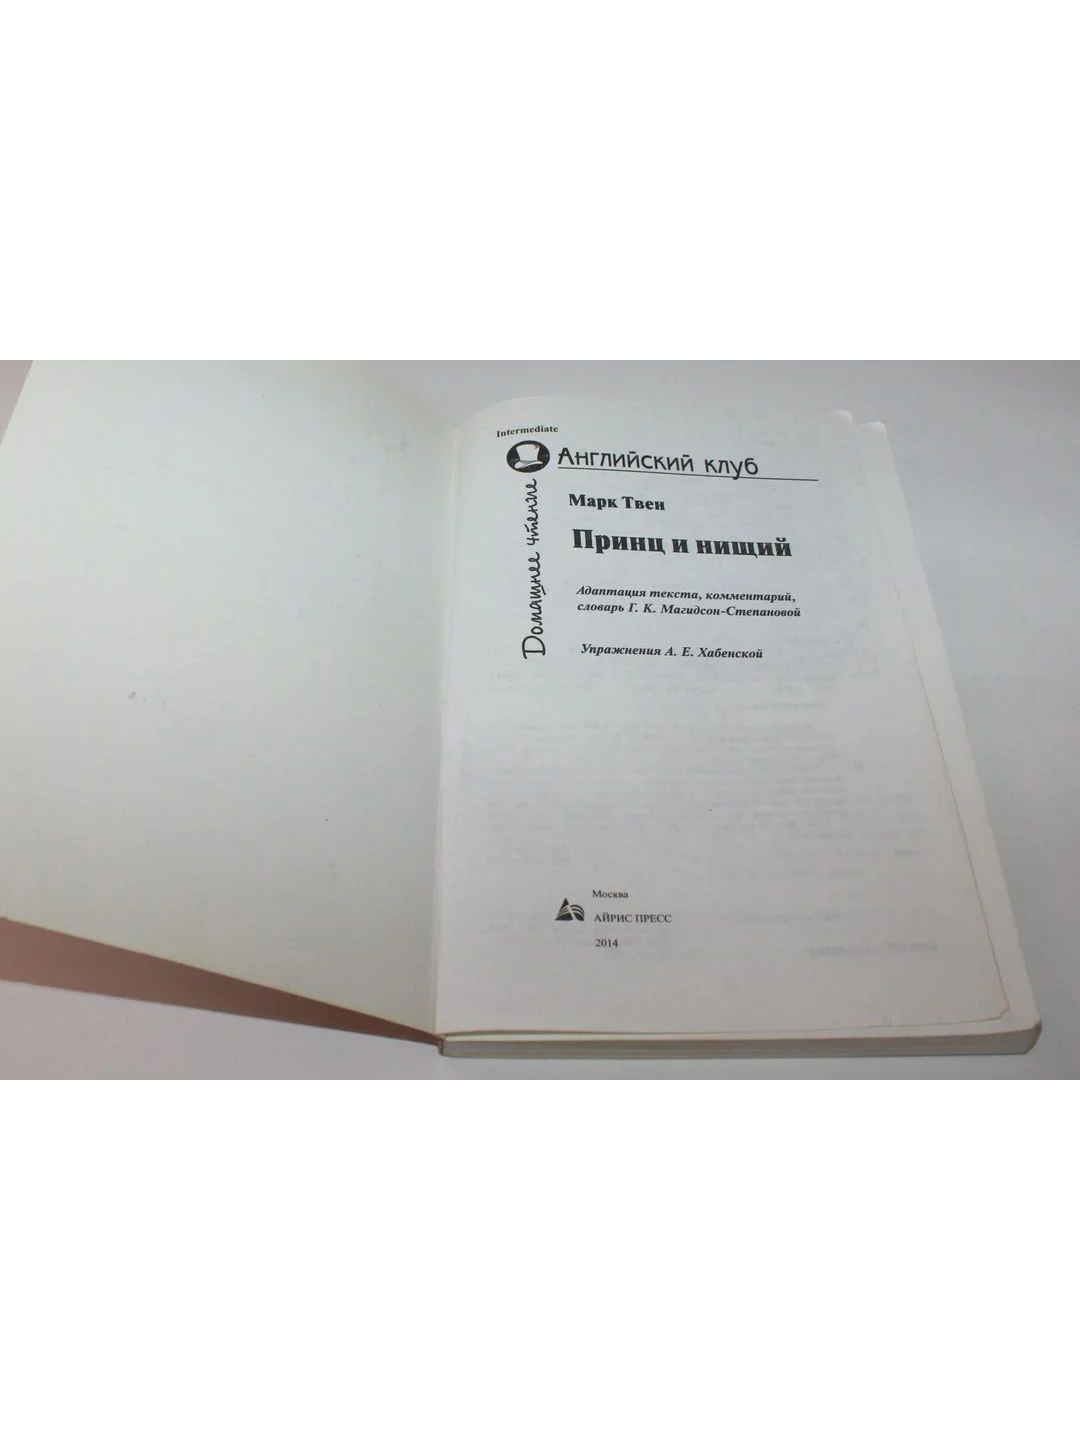 Intermediate
Английский клуб
Домашнее чтение
Марк Твен
Принц и нищий
Адаптация текста, комментарий,
словарь Г. К. Магидсон-Степановой
Упражнения А. Е. Хабенской
Москва
АЙРИС ПРЕСС
2014